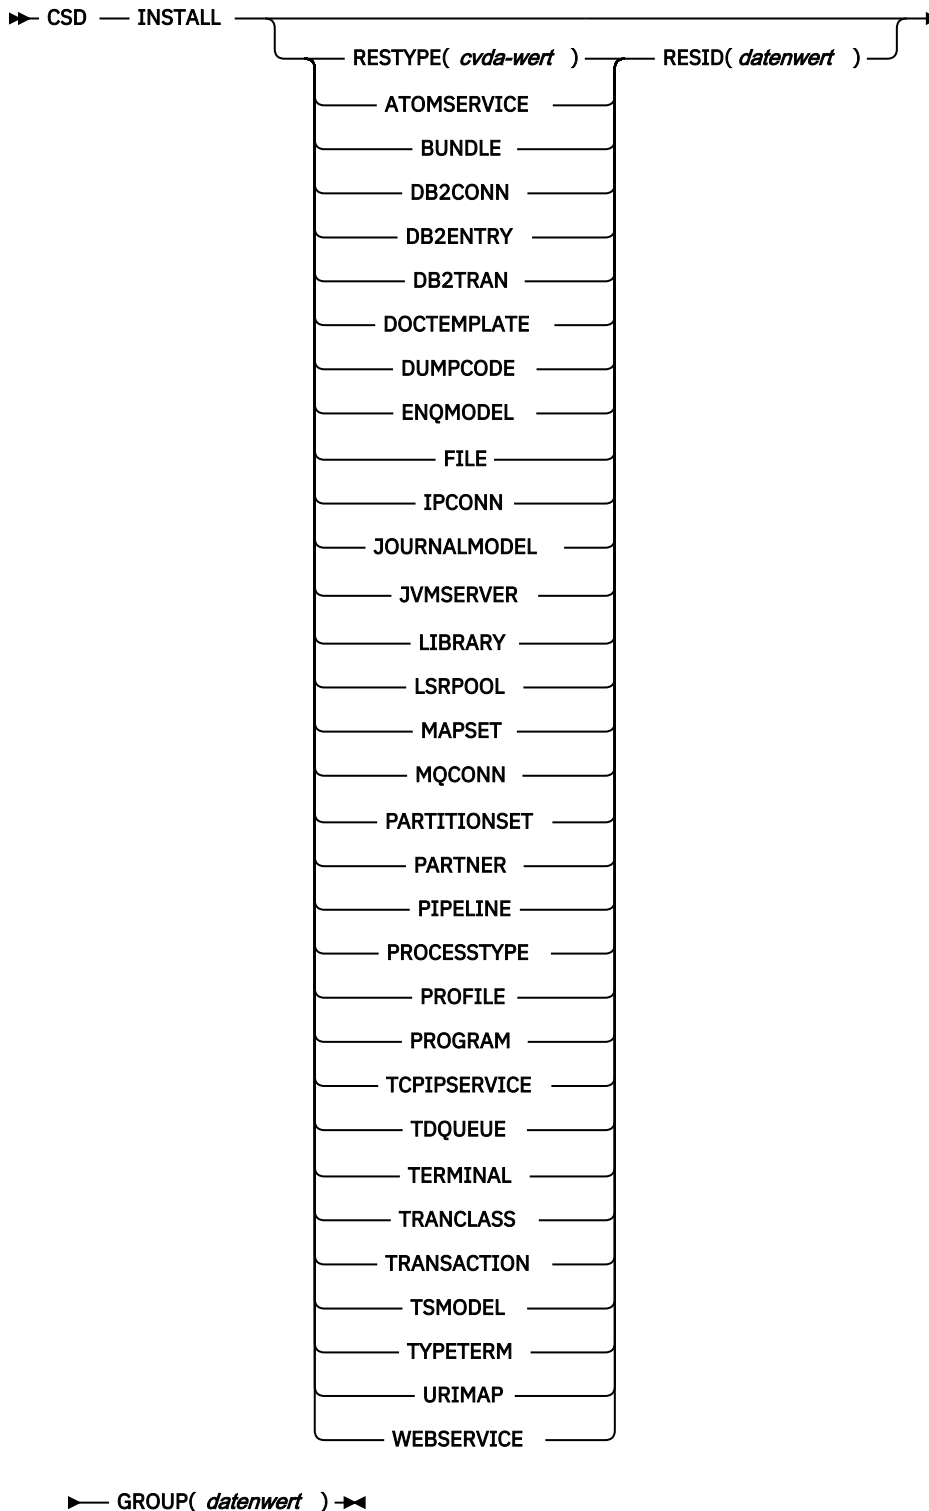 CSD INSTALL
RESTYPE( cvda-wert ) RESID( datenwert )
ATOMSERVICE
BUNDLE
DB2CONN
DB2ENTRY
DB2TRAN
DOCTEMPLATE
DUMPCODE
ENQMODEL
FILE
IPCONN
JOURNALMODEL
JVMSERVER
LIBRARY
LSRPOOL
MAPSET
MQCONN
PARTITIONSET
PARTNER
PIPELINE
PROCESSTYPE
PROFILE
PROGRAM
TCPIPSERVICE
TDQUEUE
TERMINAL
TRANCLASS
TRANSACTION
TSMODEL
TYPETERM
URIMAP
WEBSERVICE
GROUP( datenwert )